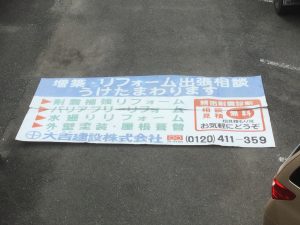 増築・リフォーム出張相談
うけたまわります
▶耐震補強リフォーム
▶バリアフリーリフォーム
▶水廻りリフォーム
▶外壁塗装・屋根葺替
相談
見積
無料
お気軽にどうぞ
大吉建設株式会社
(0120)411-359